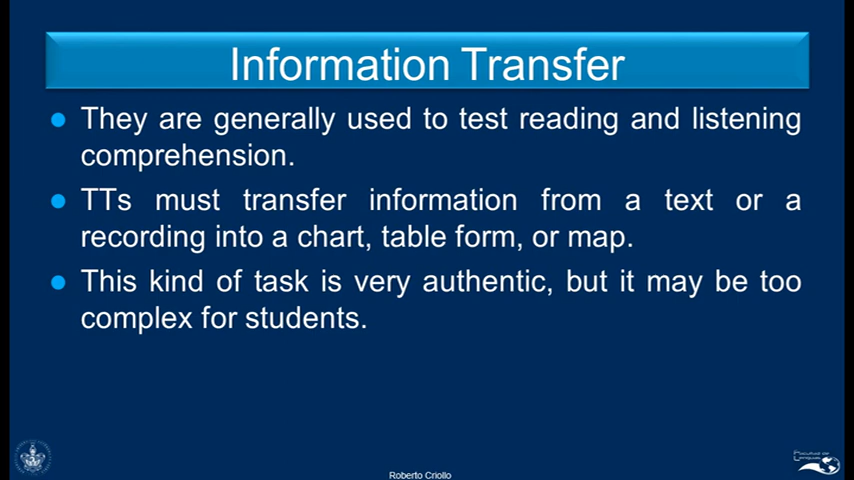 Information Transfer
They are generally used to test reading and listening
comprehension.
TTs must transfer information from a text or a
recording into a chart, table form, or map.
This kind of task is very authentic, but it may be too
complex for students.
Roberto Criollo